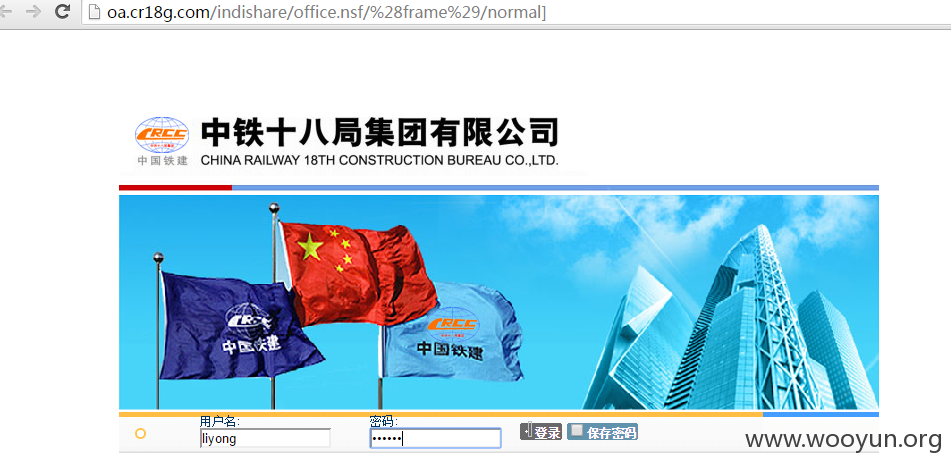 oa.cr18g.com/indishare/office.nsf/%28frame%29/normal]
CRCC
中国铁建
中铁十八局集团有限公司
CHINA RAILWAY 18TH CONSTRUCTION BUREAU CO.,LTD.
CRCC
中国铁建
CRCC
中国铁建
用户名:
密码:
liyong
登录
保存密码
www.wooyun.org